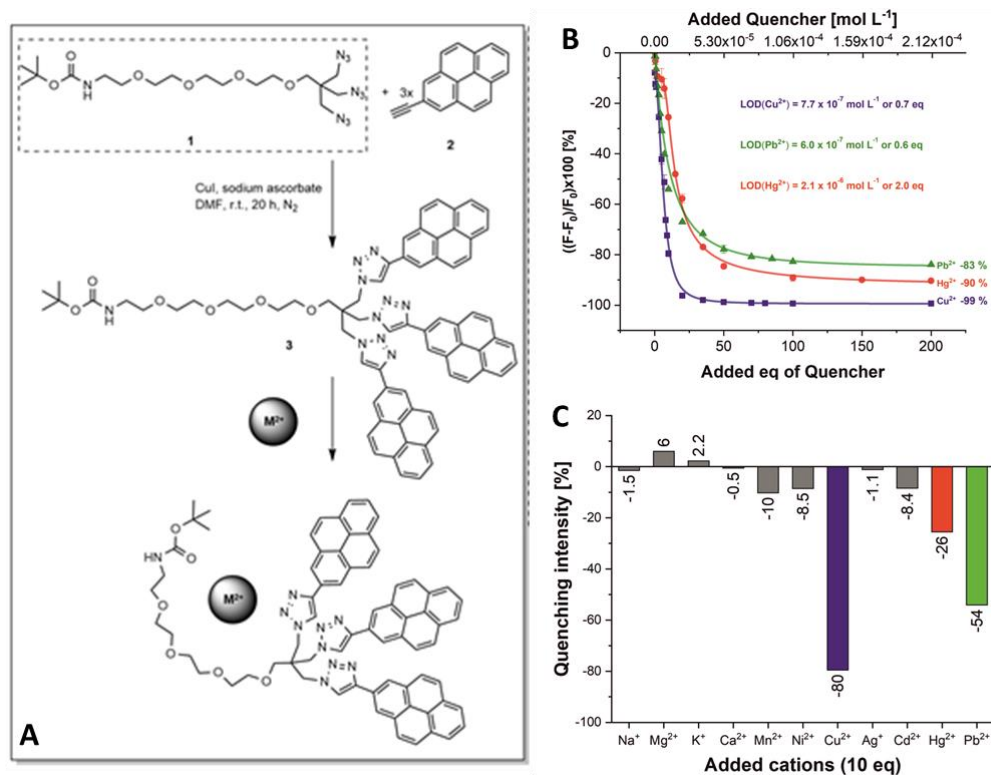 A
O
O
N
H
O
O
O
O
N₃
N₃
N₃
1
+ 3x
2
CuI, sodium ascorbate
DMF, r.t., 20 h, N₂
3
M²⁺
M²⁺
B
Added Quencher [mol L⁻¹]
0.00 5.30x10⁻⁵ 1.06x10⁻⁴ 1.59x10⁻⁴ 2.12x10⁻⁴
((F-F₀)/F₀)x100 [%]
0
-20
-40
-60
-80
-100
LOD(Cu²⁺) = 7.7 x 10⁻⁷ mol L⁻¹ or 0.7 eq
LOD(Pb²⁺) = 6.0 x 10⁻⁷ mol L⁻¹ or 0.6 eq
LOD(Hg²⁺) = 2.1 x 10⁻⁶ mol L⁻¹ or 2.0 eq
Pb²⁺ -83 %
Hg²⁺ -90 %
Cu²⁺ -99 %
0 50 100 150 200
Added eq of Quencher
C
Quenching intensity [%]
20
0
-20
-40
-60
-80
-100
-1.5
6
2.2
-0.5
-10
-8.5
-80
-1.1
-8.4
-26
-54
Na⁺ Mg²⁺ K⁺ Ca²⁺ Mn²⁺ Ni²⁺ Cu²⁺ Ag⁺ Cd²⁺ Hg²⁺ Pb²⁺
Added cations (10 eq)